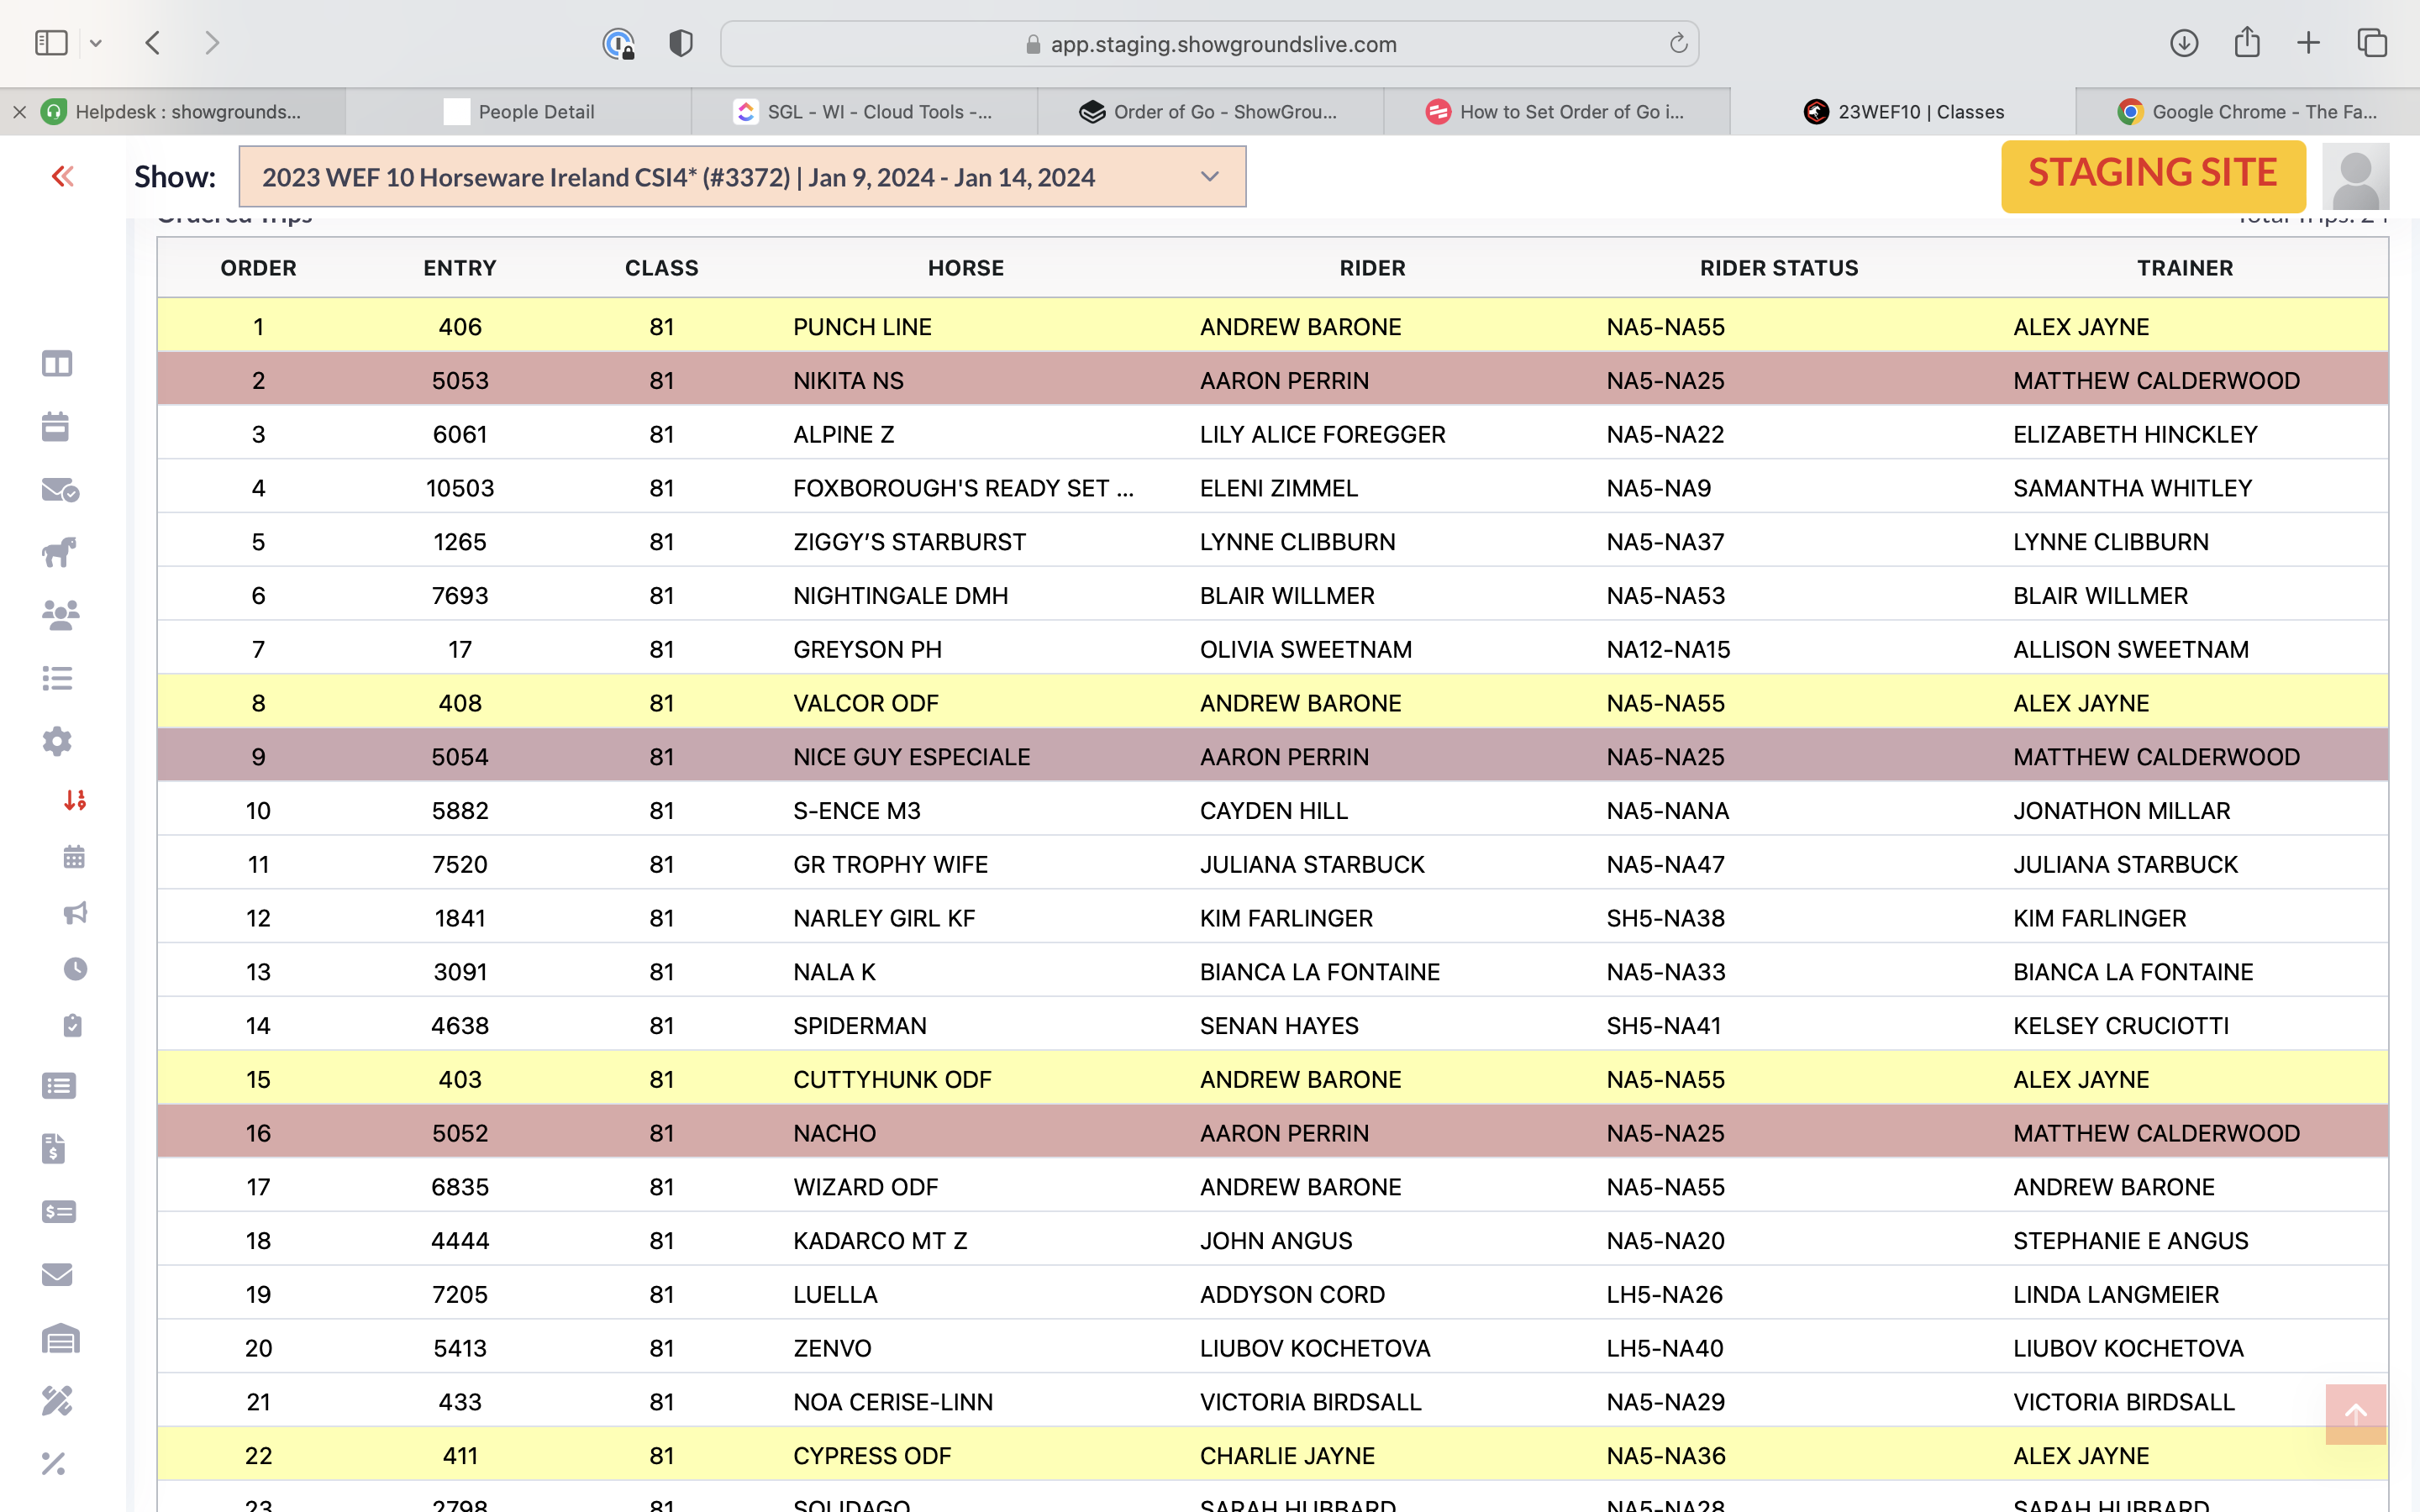 app.staging.showgroundslive.com
Helpdesk : showgrounds...
People Detail
SGL - WI - Cloud Tools -...
Order of Go - ShowGrou...
How to Set Order of Go i...
23WEF10 | Classes
Google Chrome - The Fa...
Show: 2023 WEF 10 Horseware Ireland CSI4* (#3372) | Jan 9, 2024 - Jan 14, 2024 STAGING SITE
Ordered Trips
ORDER ENTRY CLASS HORSE RIDER RIDER STATUS TRAINER
1 406 81 PUNCH LINE ANDREW BARONE NA5-NA55 ALEX JAYNE
2 5053 81 NIKITA NS AARON PERRIN NA5-NA25 MATTHEW CALDERWOOD
3 6061 81 ALPINE Z LILY ALICE FOREGGER NA5-NA22 ELIZABETH HINCKLEY
4 10503 81 FOXBOROUGH'S READY SET ... ELENI ZIMMEL NA5-NA9 SAMANTHA WHITLEY
5 1265 81 ZIGGY’S STARBURST LYNNE CLIBBURN NA5-NA37 LYNNE CLIBBURN
6 7693 81 NIGHTINGALE DMH BLAIR WILLMER NA5-NA53 BLAIR WILLMER
7 17 81 GREYSON PH OLIVIA SWEETNAM NA12-NA15 ALLISON SWEETNAM
8 408 81 VALCOR ODF ANDREW BARONE NA5-NA55 ALEX JAYNE
9 5054 81 NICE GUY ESPECIALE AARON PERRIN NA5-NA25 MATTHEW CALDERWOOD
10 5882 81 S-ENCE M3 CAYDEN HILL NA5-NANA JONATHON MILLAR
11 7520 81 GR TROPHY WIFE JULIANA STARBUCK NA5-NA47 JULIANA STARBUCK
12 1841 81 NARLEY GIRL KF KIM FARLINGER SH5-NA38 KIM FARLINGER
13 3091 81 NALA K BIANCA LA FONTAINE NA5-NA33 BIANCA LA FONTAINE
14 4638 81 SPIDERMAN SENAN HAYES SH5-NA41 KELSEY CRUCIOTTI
15 403 81 CUTTYHUNK ODF ANDREW BARONE NA5-NA55 ALEX JAYNE
16 5052 81 NACHO AARON PERRIN NA5-NA25 MATTHEW CALDERWOOD
17 6835 81 WIZARD ODF ANDREW BARONE NA5-NA55 ANDREW BARONE
18 4444 81 KADARCO MT Z JOHN ANGUS NA5-NA20 STEPHANIE E ANGUS
19 7205 81 LUELLA ADDYSON CORD LH5-NA26 LINDA LANGMEIER
20 5413 81 ZENVO LIUBOV KOCHETOVA LH5-NA40 LIUBOV KOCHETOVA
21 433 81 NOA CERISE-LINN VICTORIA BIRDSALL NA5-NA29 VICTORIA BIRDSALL
22 411 81 CYPRESS ODF CHARLIE JAYNE NA5-NA36 ALEX JAYNE
23 2798 81 SOLIDAGO SARAH HUBBARD NA5-NA28 SARAH HUBBARD